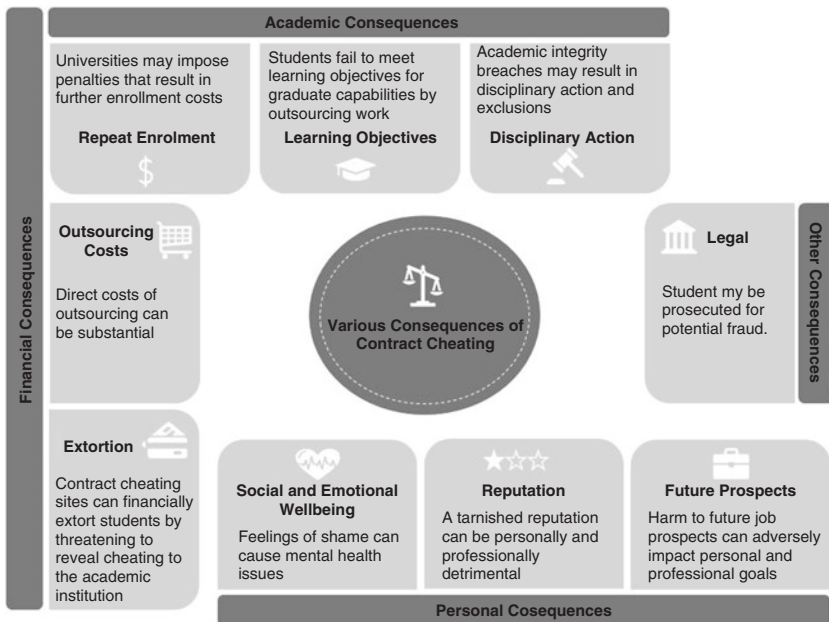 Academic Consequences
Universities may impose
penalties that result in
further enrollment costs
Repeat Enrolment
$
Students fail to meet
learning objectives for
graduate capabilities by
outsourcing work
Learning Objectives
Academic integrity
breaches may result in
disciplinary action and
exclusions
Disciplinary Action
Financial Consequences
Outsourcing
Costs
Direct costs of
outsourcing can
be substantial
Various Consequences of
Contract Cheating
Legal
Student my be
prosecuted for
potential fraud.
Other Consequences
Extortion
Contract cheating
sites can financially
extort students by
threatening to
reveal cheating to
the academic
institution
Social and Emotional
Wellbeing
Feelings of shame can
cause mental health
issues
Reputation
A tarnished reputation
can be personally and
professionally
detrimental
Future Prospects
Harm to future job
prospects can adversely
impact personal and
professional goals
Personal Cosequences